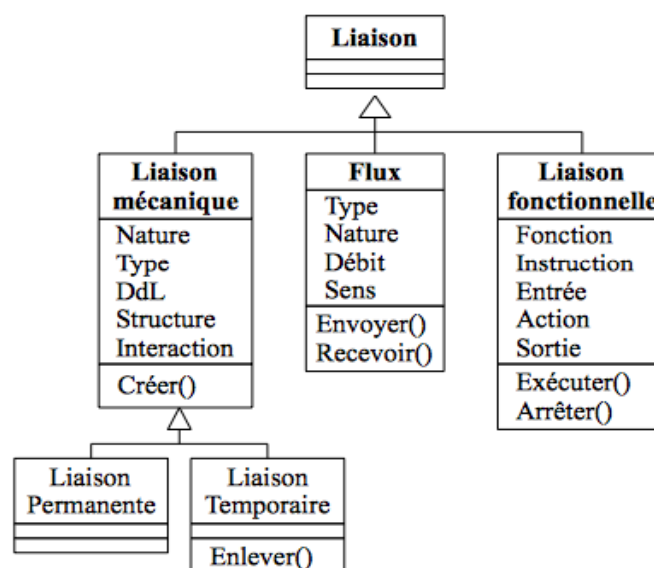 Liaison
Liaison
mécanique
Nature
Type
DdL
Structure
Interaction
Créer()
Flux
Type
Nature
Débit
Sens
Envoyer()
Recevoir()
Liaison
fonctionnelle
Fonction
Instruction
Entrée
Action
Sortie
Exécuter()
Arrêter()
Liaison
Permanente
Liaison
Temporaire
Enlever()